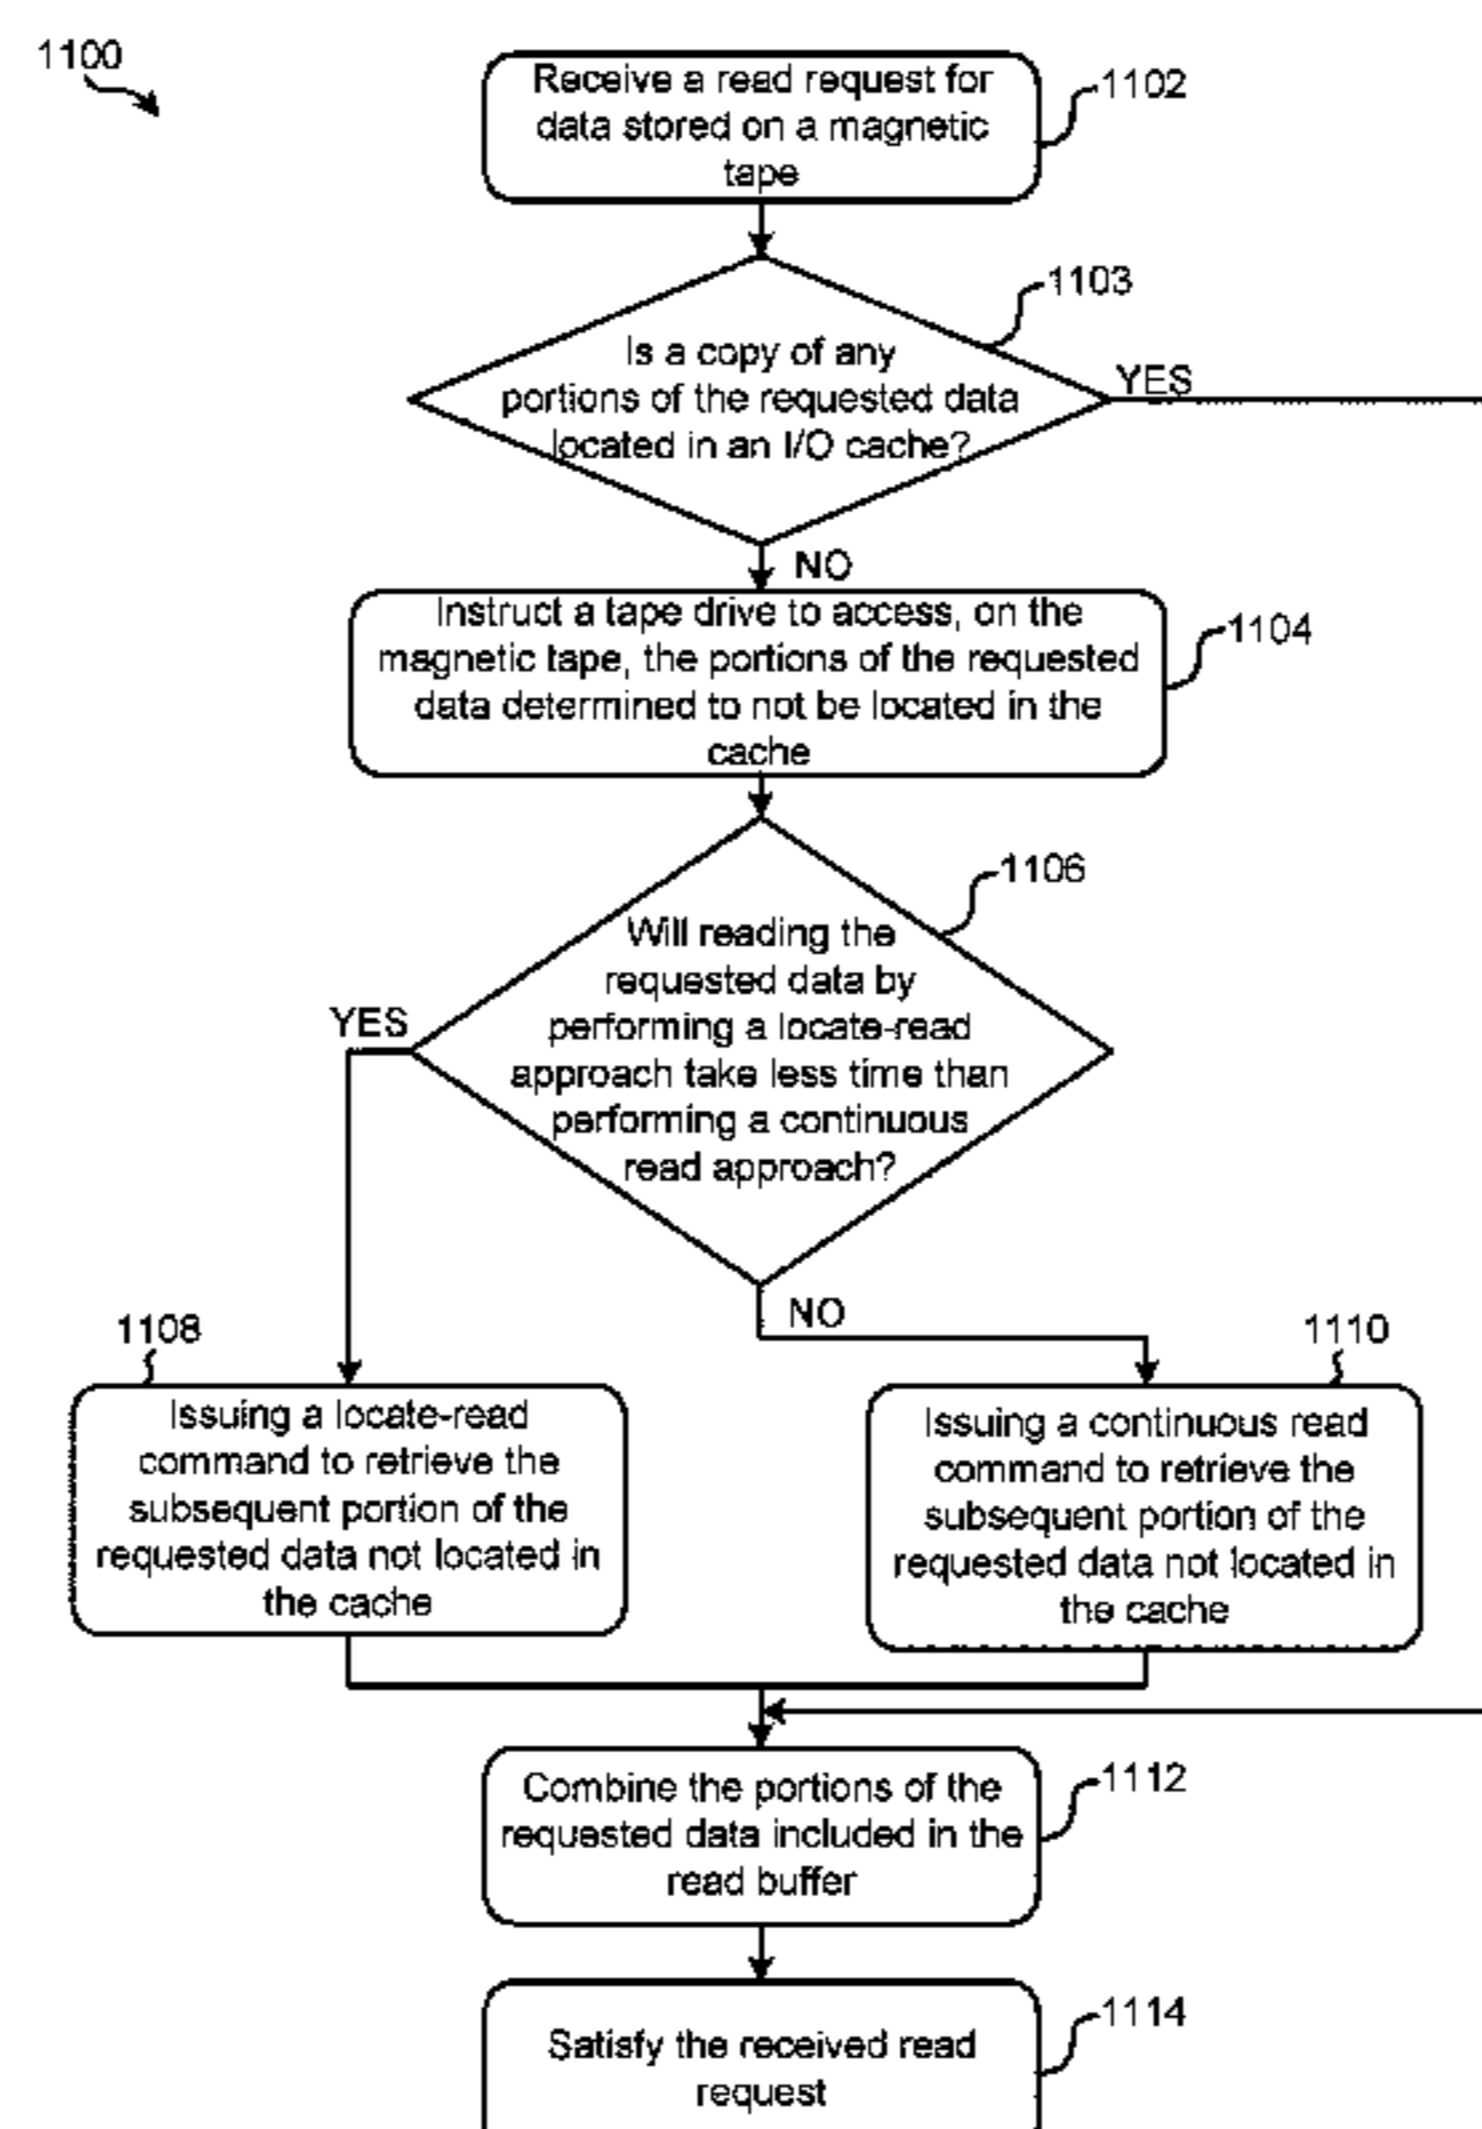 1100
Receive a read request for
data stored on a magnetic
tape
1102
1103
Is a copy of any
portions of the requested data
located in an I/O cache?
YES
NO
Instruct a tape drive to access, on the
magnetic tape, the portions of the requested
data determined to not be located in the
cache
1104
1106
Will reading the
requested data by
performing a locate-read
approach take less time than
performing a continuous
read approach?
YES
NO
1108
Issuing a locate-read
command to retrieve the
subsequent portion of the
requested data not located in
the cache
1110
Issuing a continuous read
command to retrieve the
subsequent portion of the
requested data not located in
the cache
Combine the portions of the
requested data included in the
read buffer
1112
Satisfy the received read
request
1114